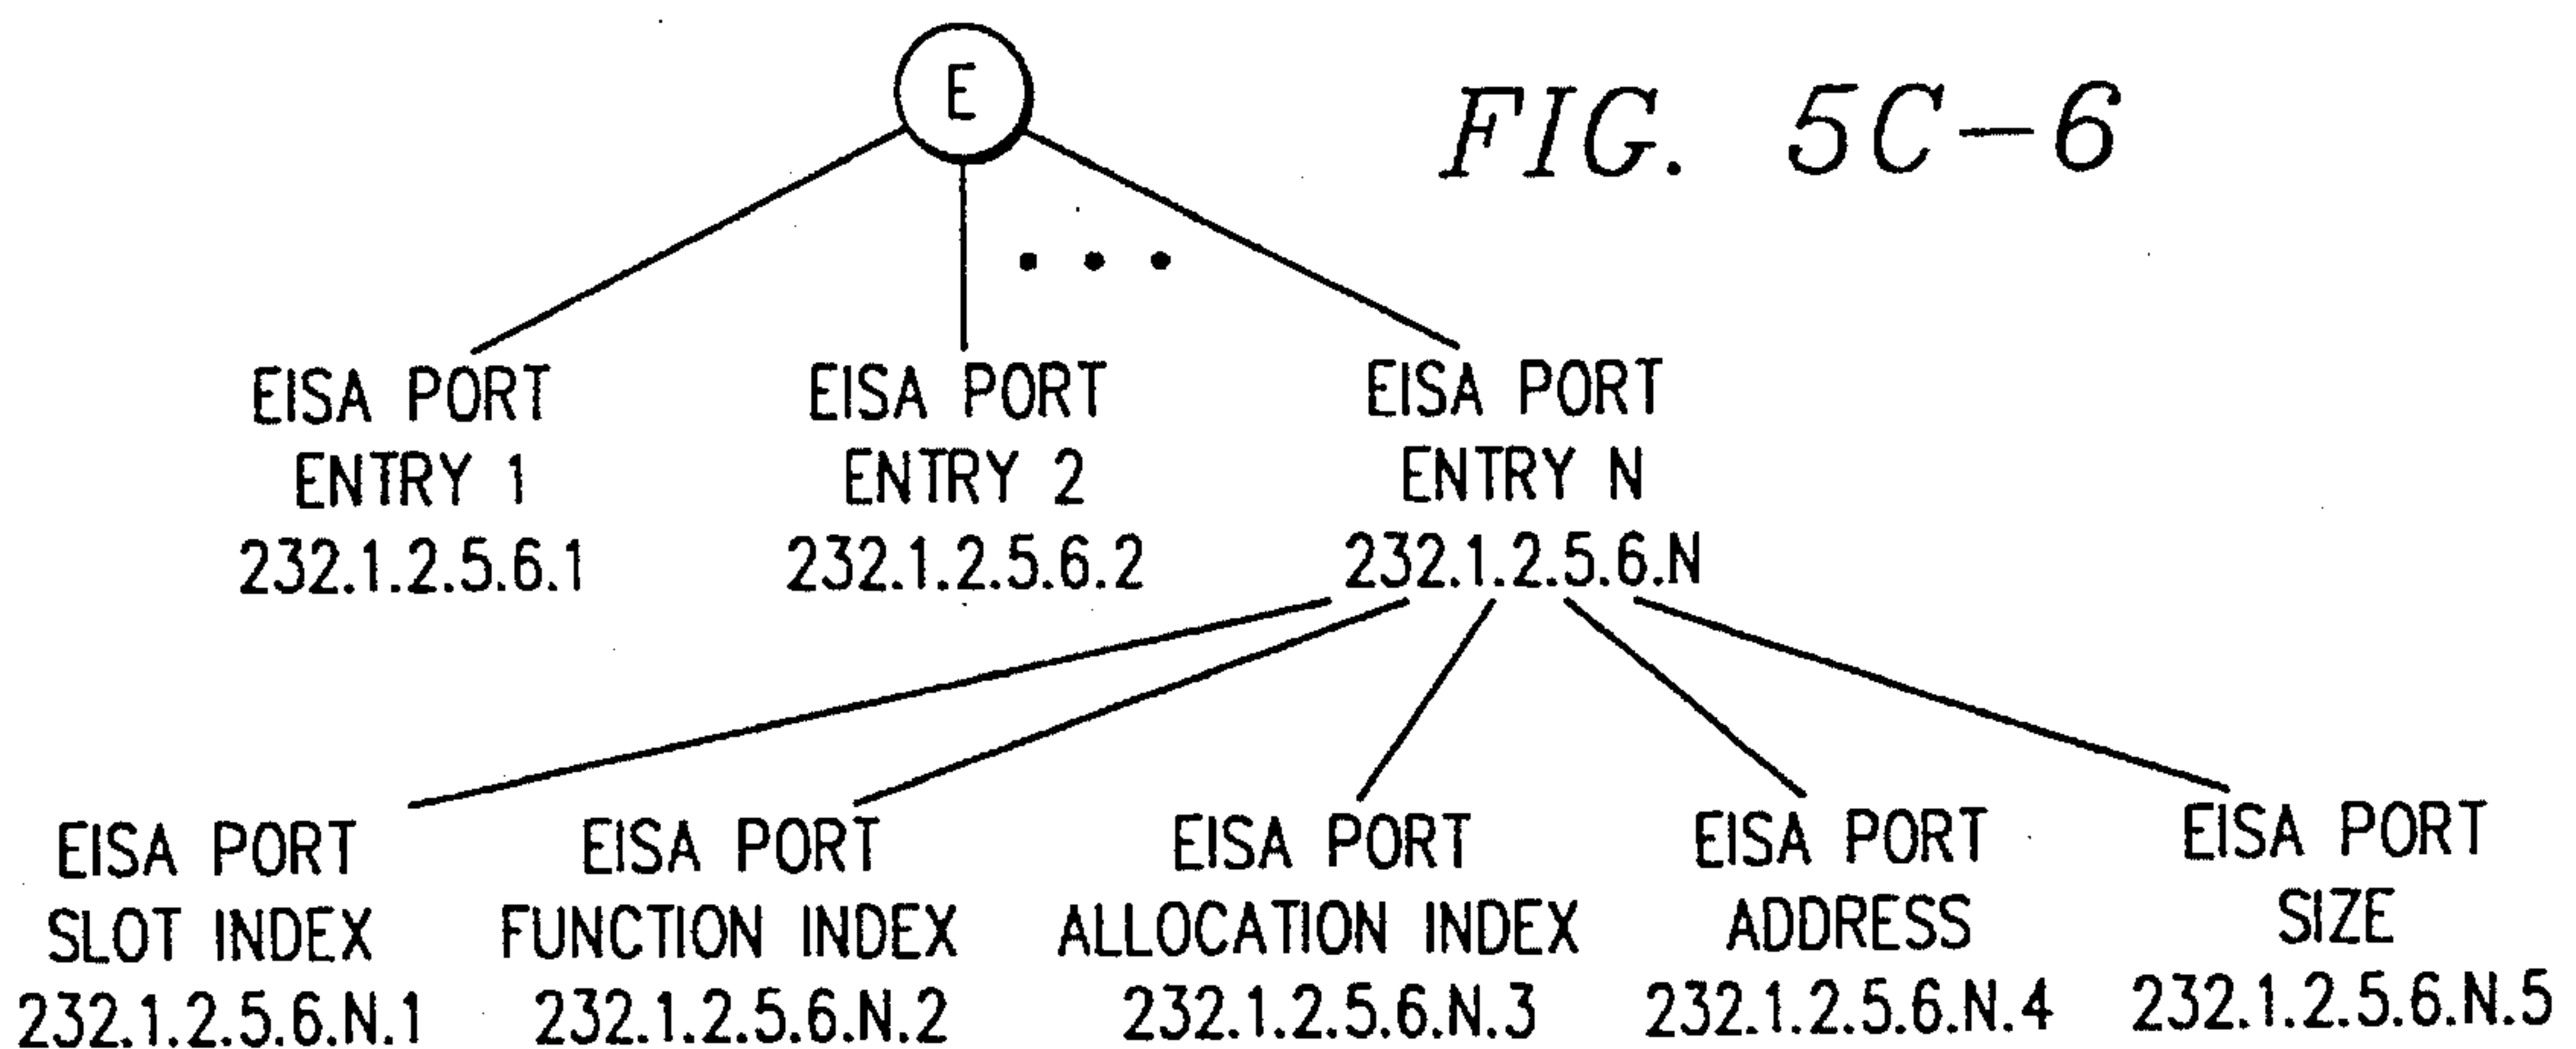 E
FIG. 5C-6
EISA PORT
ENTRY 1
232.1.2.5.6.1
EISA PORT
ENTRY 2
232.1.2.5.6.2
EISA PORT
ENTRY N
232.1.2.5.6.N
EISA PORT
SLOT INDEX
232.1.2.5.6.N.1
EISA PORT
FUNCTION INDEX
232.1.2.5.6.N.2
EISA PORT
ALLOCATION INDEX
232.1.2.5.6.N.3
EISA PORT
ADDRESS
232.1.2.5.6.N.4
EISA PORT
SIZE
232.1.2.5.6.N.5